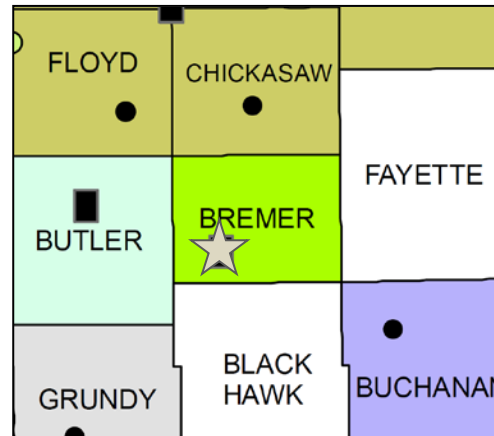 FLOYD
CHICKASAW
FAYETTE
BREMER
BUTLER
BLACK
HAWK
GRUNDY
BUCHANAN